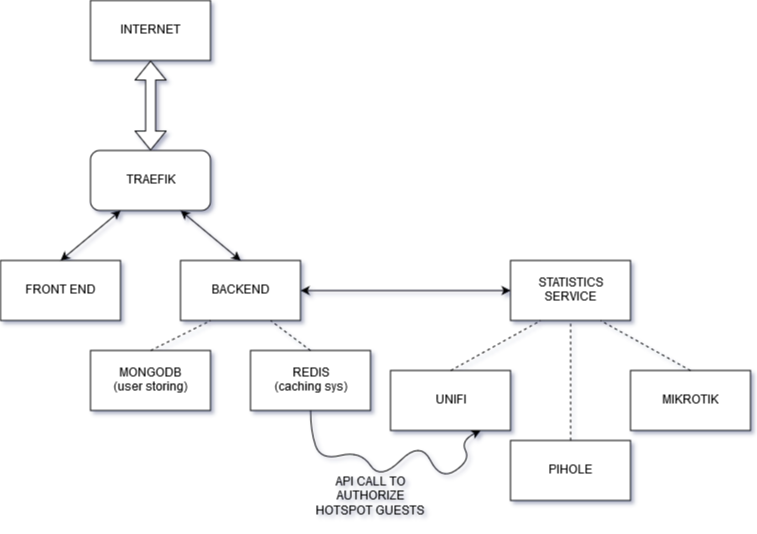 INTERNET
TRAEFIK
FRONT END
BACKEND
STATISTICS
SERVICE
MONGODB
(user storing)
REDIS
(caching sys)
UNIFI
MIKROTIK
PIHOLE
API CALL TO
AUTHORIZE
HOTSPOT GUESTS